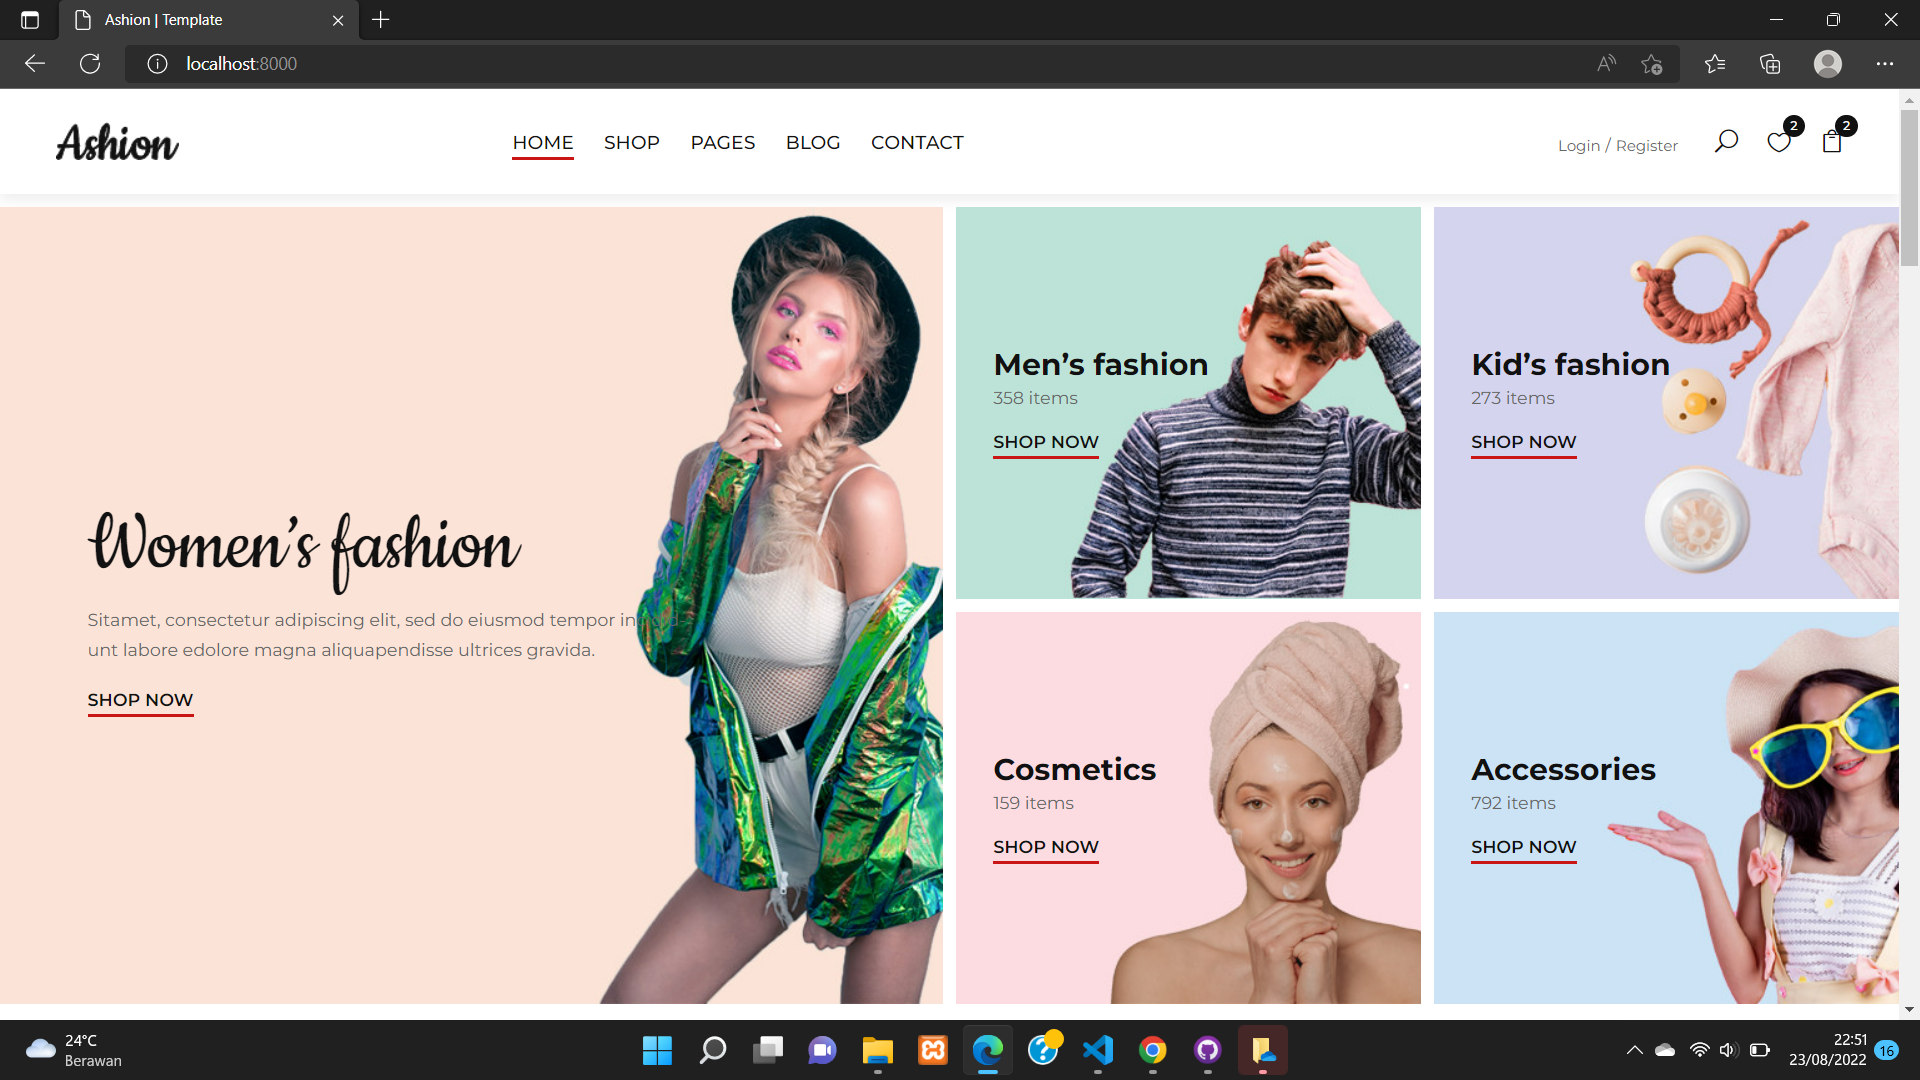 Ashion | Template
localhost:8000
Ashion
HOME SHOP PAGES BLOG CONTACT
Login / Register
2
2
Women's fashion
Sitamet, consectetur adipiscing elit, sed do eiusmod tempor
unt labore edolore magna aliquapendisse ultrices gravida.
SHOP NOW
Men’s fashion
358 items
SHOP NOW
Kid’s fashion
273 items
SHOP NOW
Cosmetics
159 items
SHOP NOW
Accessories
792 items
SHOP NOW
24°C
Berawan
22:51
23/08/2022
16